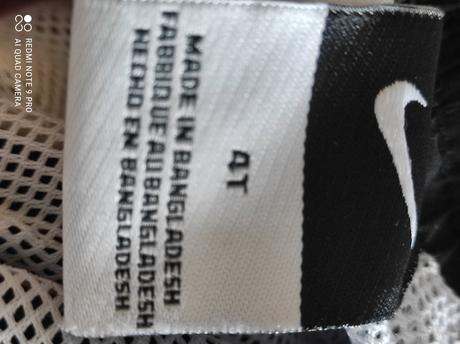 4T
MADE IN BANGLADESH
FABRIQUE AU BANGLADESH
HECHO EN BANGLADESH
REDMI NOTE 9 PRO
AI QUAD CAMERA